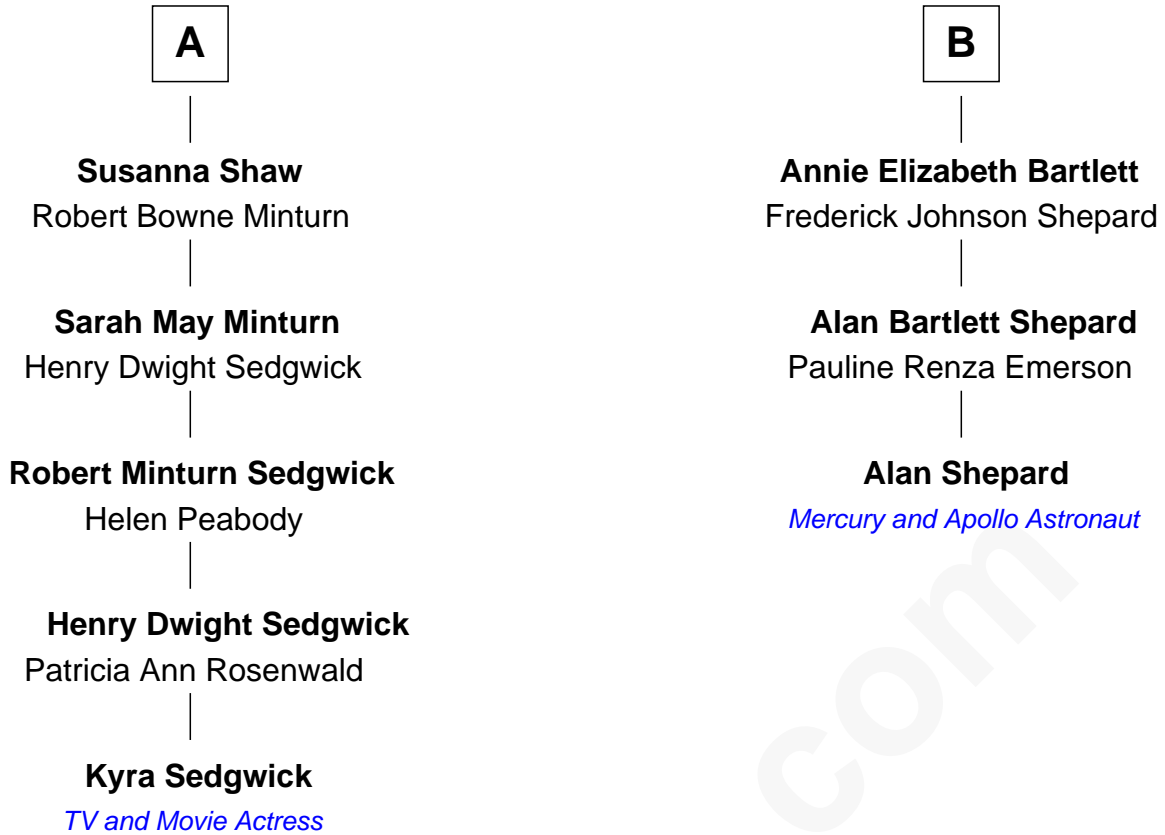 A
Susanna Shaw
Robert Bowne Minturn
Sarah May Minturn
Henry Dwight Sedgwick
Robert Minturn Sedgwick
Helen Peabody
Henry Dwight Sedgwick
Patricia Ann Rosenwald
Kyra Sedgwick
TV and Movie Actress
B
Annie Elizabeth Bartlett
Frederick Johnson Shepard
Alan Bartlett Shepard
Pauline Renza Emerson
Alan Shepard
Mercury and Apollo Astronaut
com